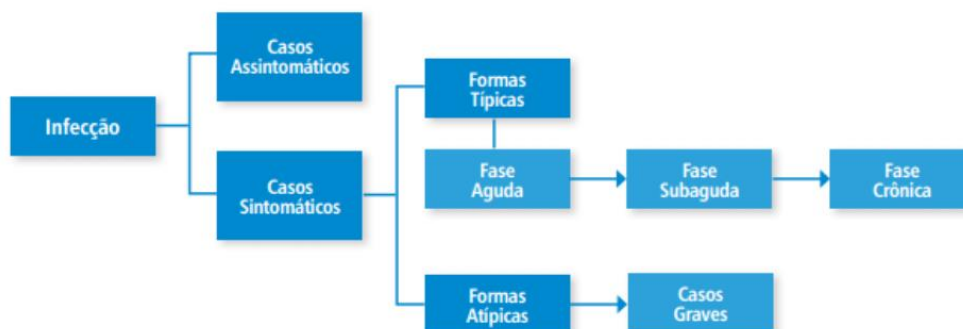 Casos
Assintomáticos
Infecção
Casos
Sintomáticos
Formas
Típicas
Fase
Aguda
Fase
Subaguda
Fase
Crônica
Formas
Atípicas
Casos
Graves